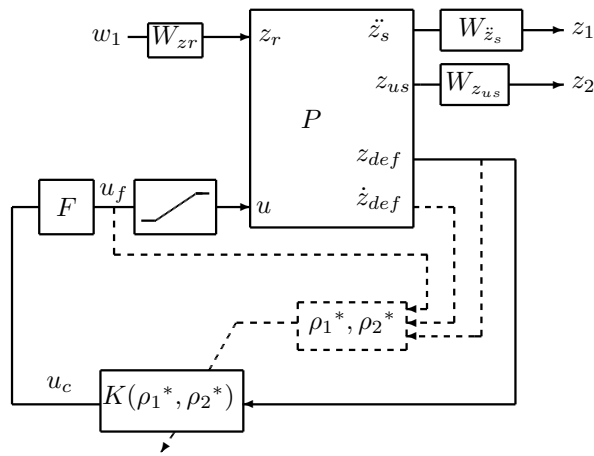 w₁ W_{zr} z_r z̈_s W_{z̈_s} z₁
z_{us} W_{z_{us}} z₂
P
z_{def}
u_f ż_{def}
F u
ρ₁*, ρ₂*
u_c K(ρ₁*, ρ₂*)